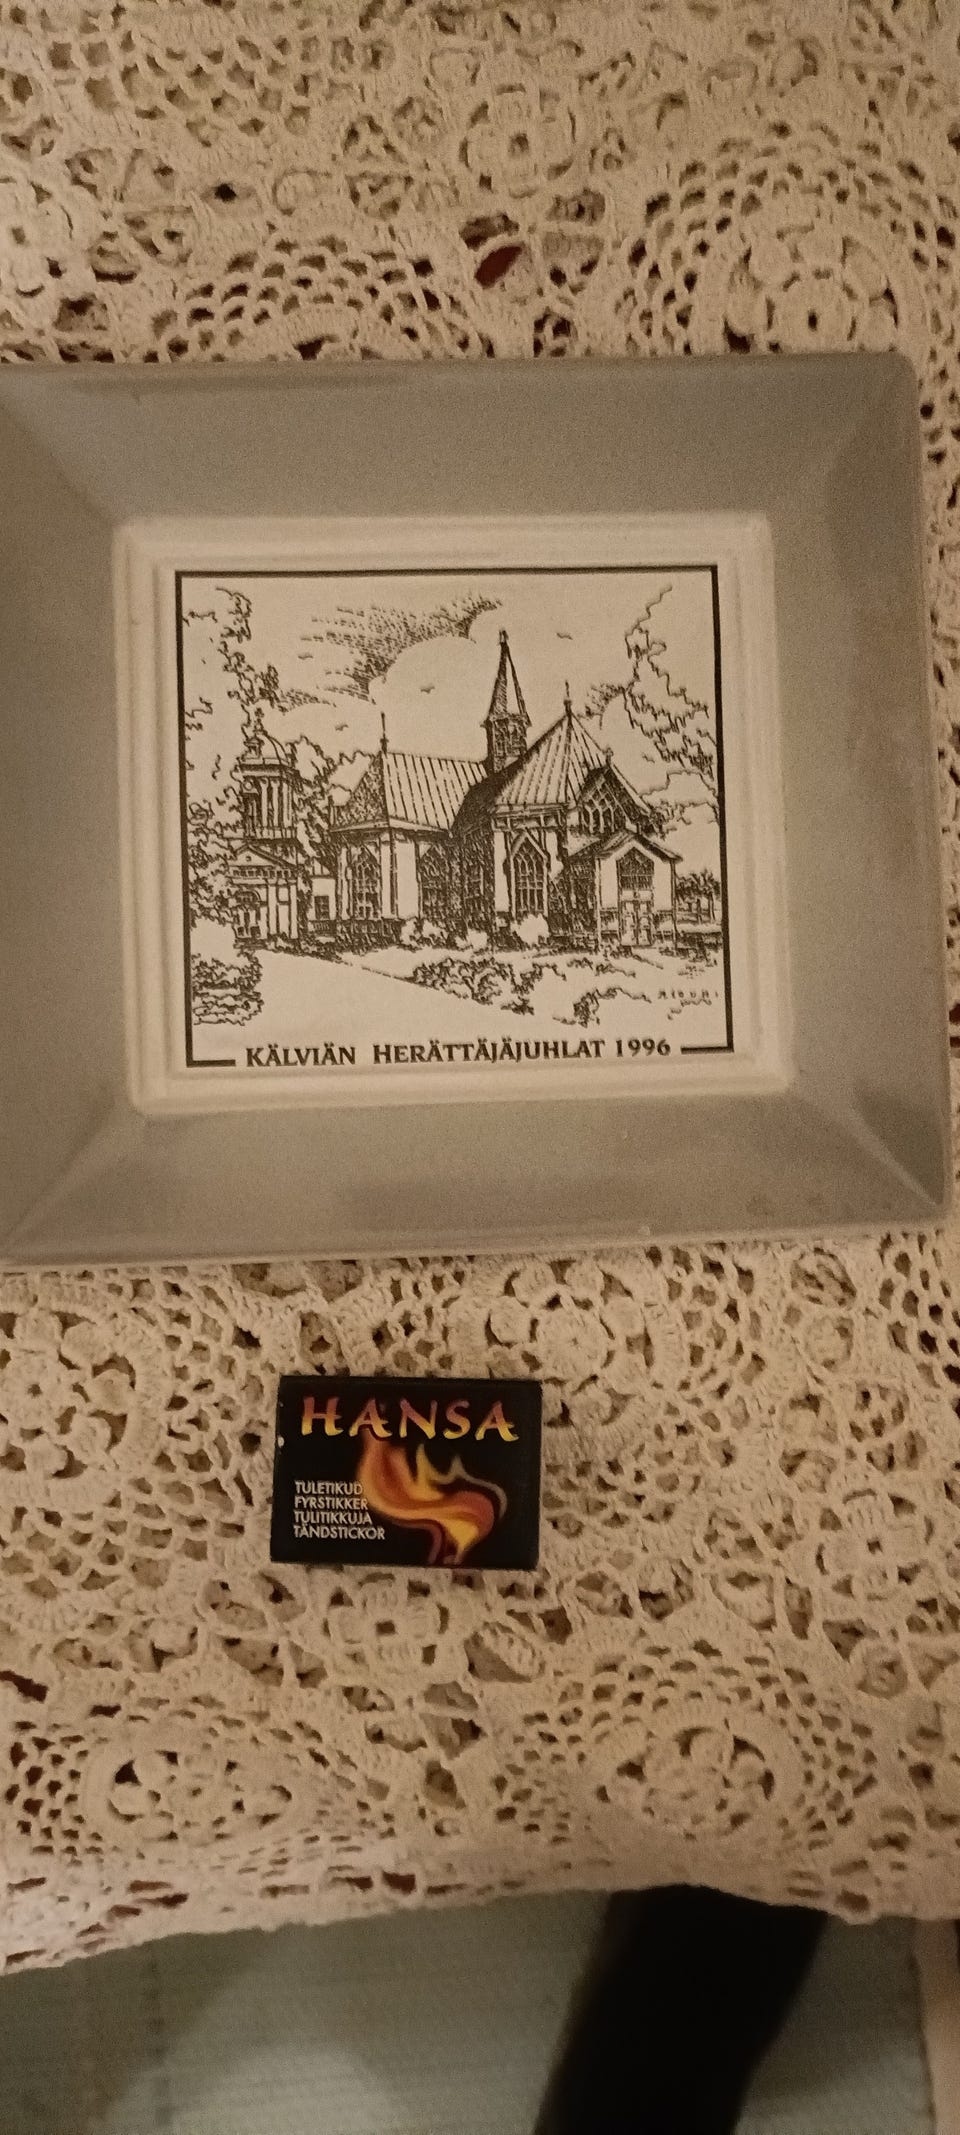 KÄLVIÄN HERÄTTÄJÄJUHLAT 1996
HANSA
TULETIKUD
FYRSTIKKER
TULITIKKUJA
TÄNDSTICKOR